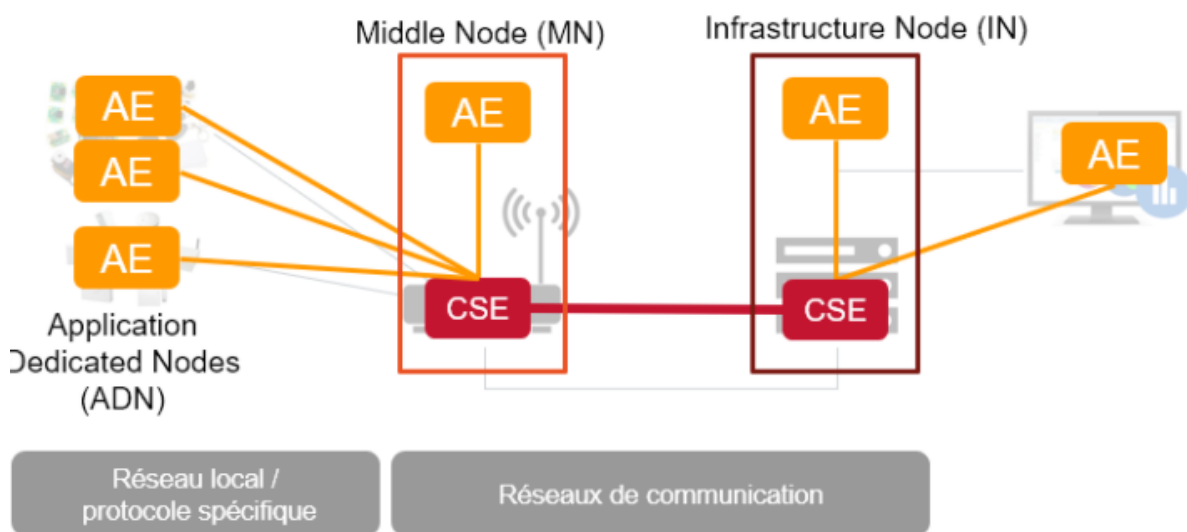 Middle Node (MN)
Infrastructure Node (IN)
AE
AE
AE
AE
AE
AE
CSE
CSE
Application
Dedicated Nodes
(ADN)
Réseau local /
protocole spécifique
Réseaux de communication